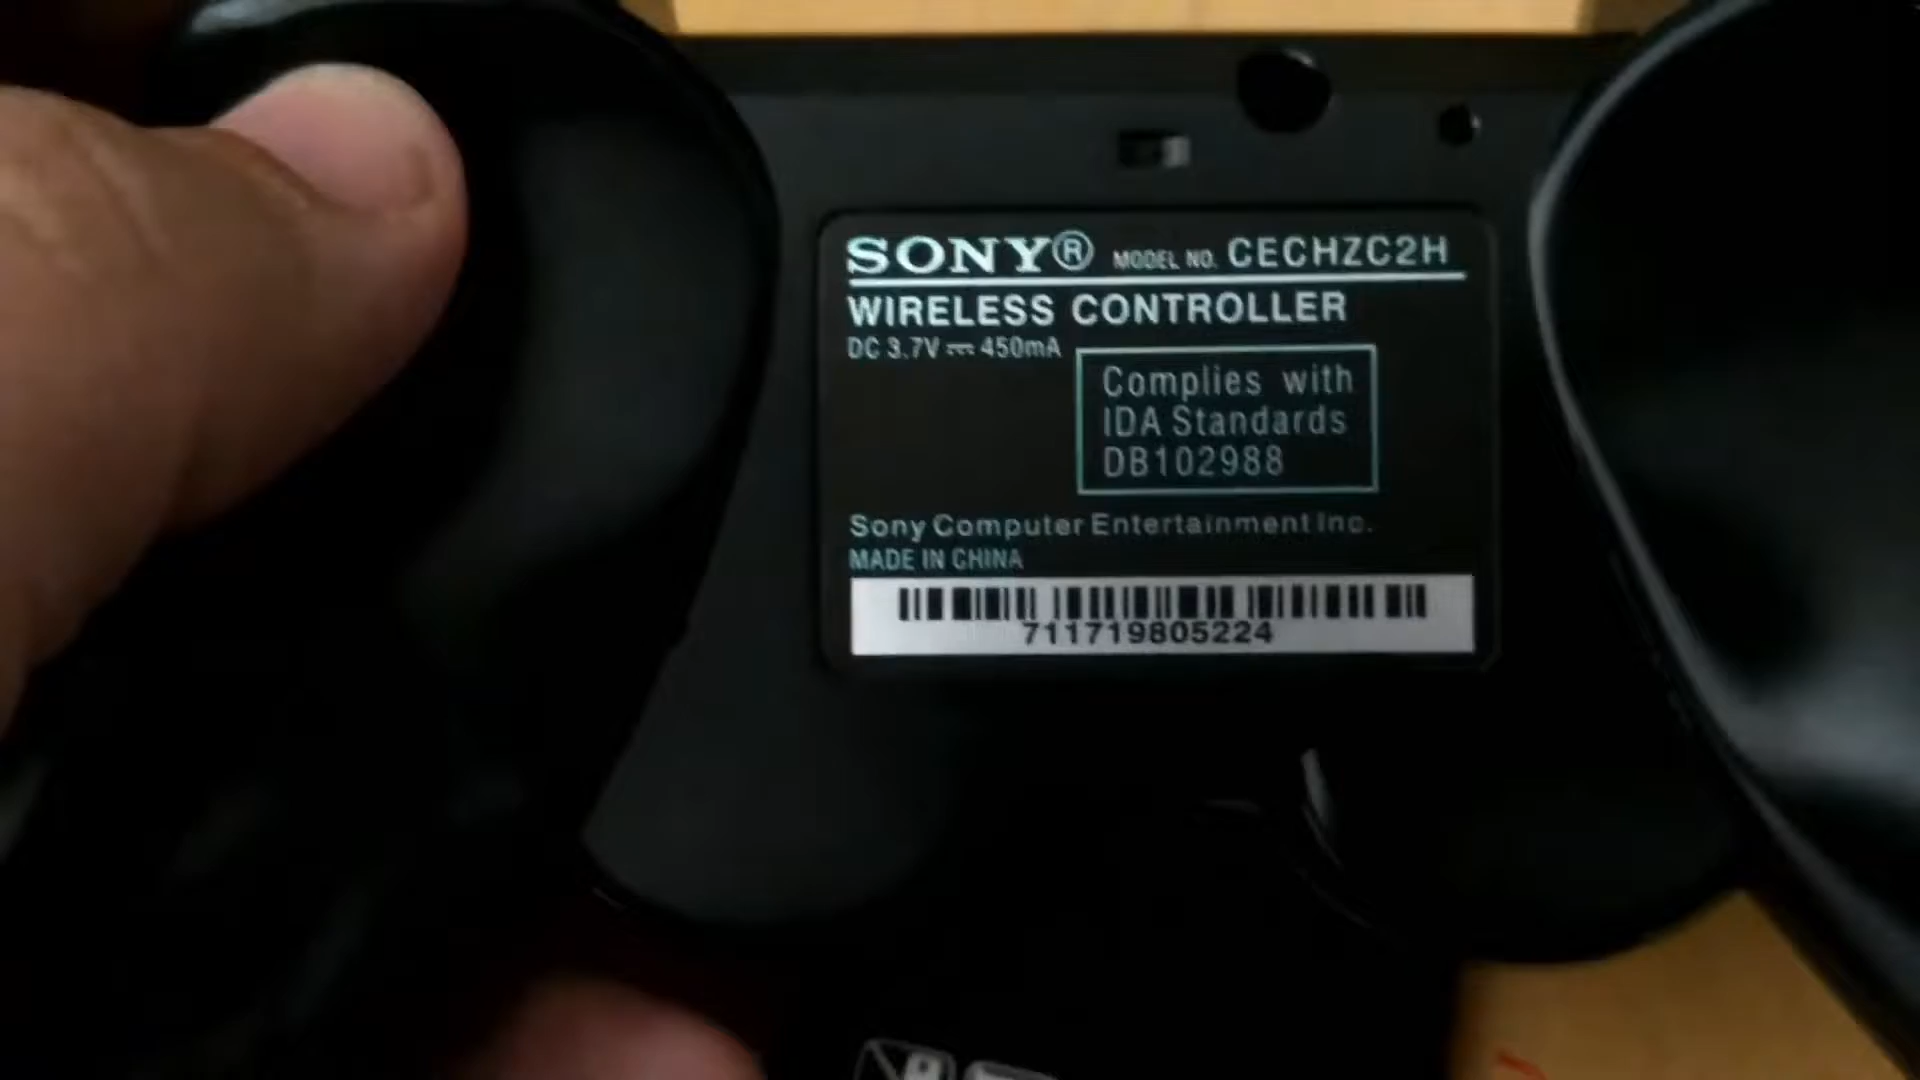 SONY® MODEL NO. CECHZC2H
WIRELESS CONTROLLER
DC 3.7V ⎓ 450mA
Complies with
IDA Standards
DB102988
Sony Computer Entertainment Inc.
MADE IN CHINA
711719805224